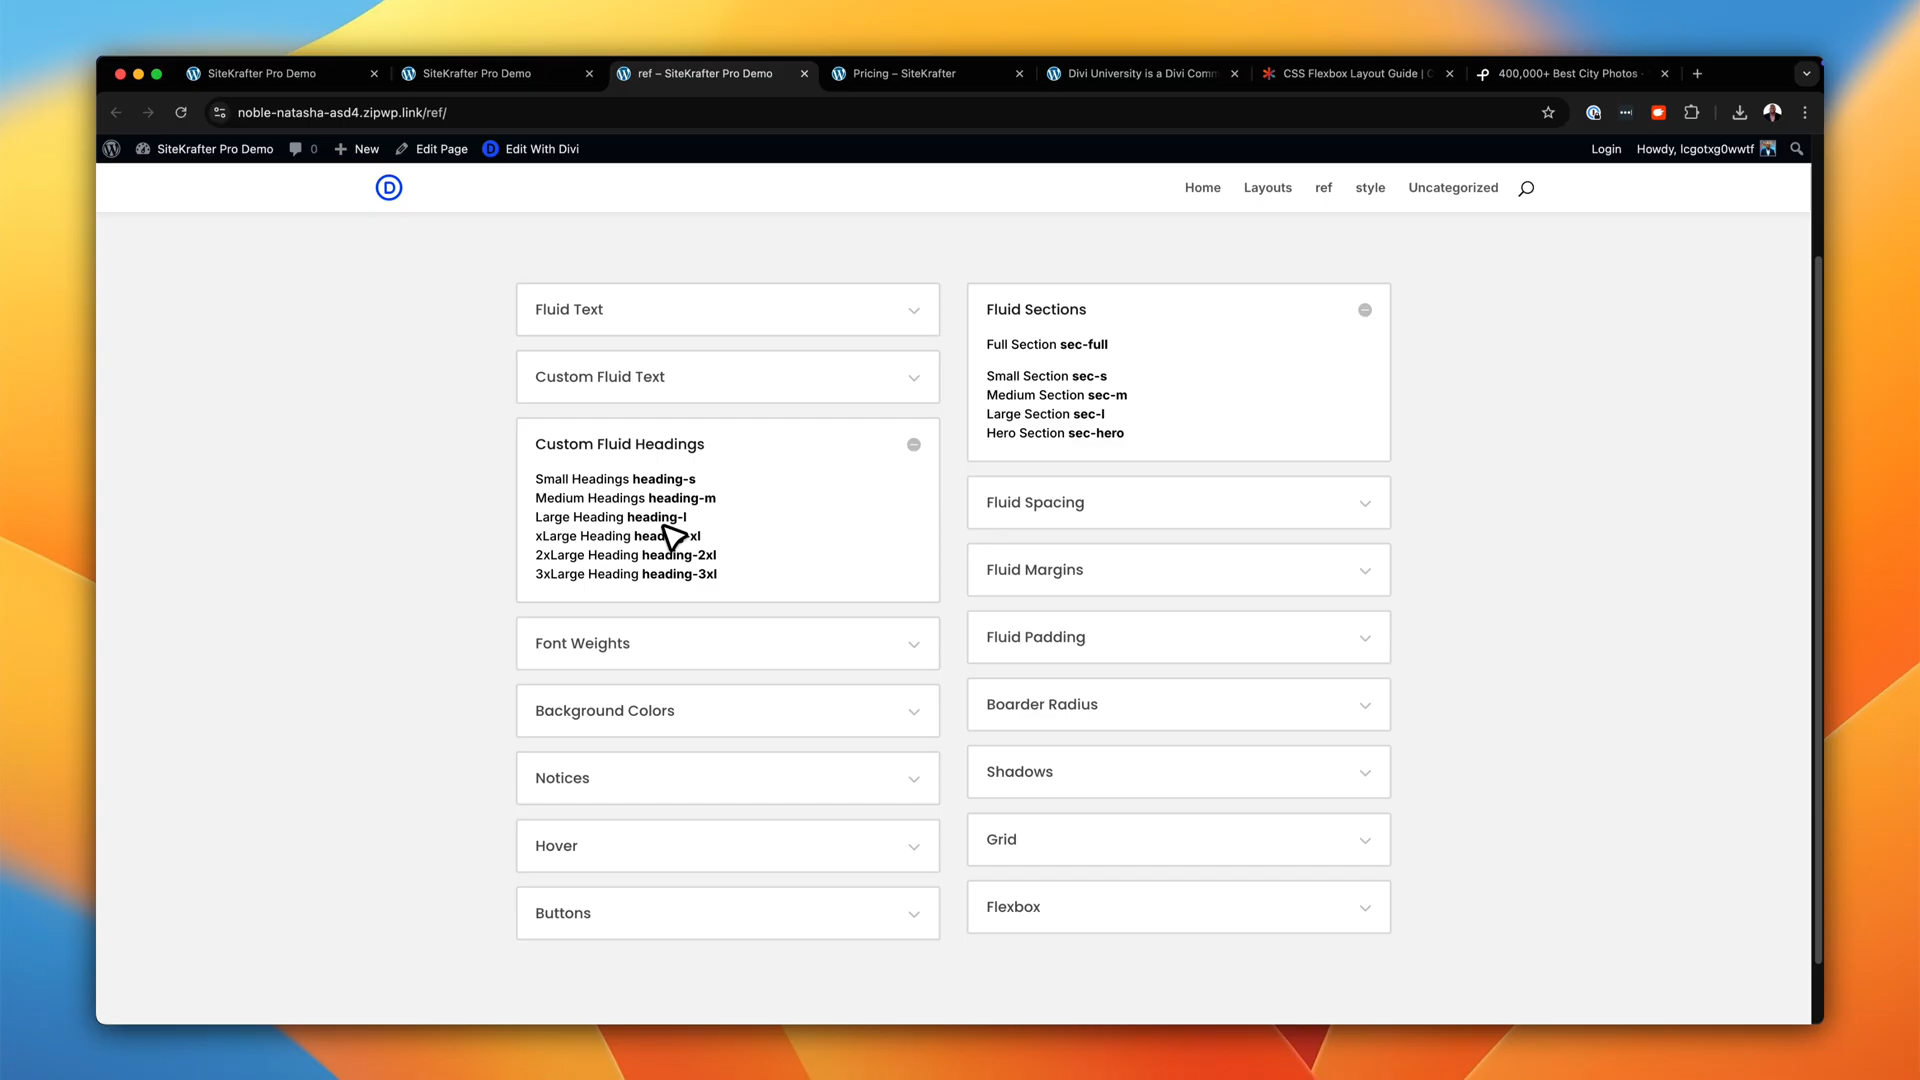 SiteKrafter Pro Demo
SiteKrafter Pro Demo
ref – SiteKrafter Pro Demo
Pricing – SiteKrafter
Divi University is a Divi Comm
CSS Flexbox Layout Guide |
400,000+ Best City Photos
noble-natasha-asd4.zipwp.link/ref/
SiteKrafter Pro Demo
0
New
Edit Page
D
Edit With Divi
Login
Howdy, lcgotxg0wwtf
D
Home
Layouts
ref
style
Uncategorized
Fluid Text
Custom Fluid Text
Custom Fluid Headings
Small Headings heading-s
Medium Headings heading-m
Large Heading heading-l
xLarge Heading xl
2xLarge Heading heading-2xl
3xLarge Heading heading-3xl
Font Weights
Background Colors
Notices
Hover
Buttons
Fluid Sections
Full Section sec-full
Small Section sec-s
Medium Section sec-m
Large Section sec-l
Hero Section sec-hero
Fluid Spacing
Fluid Margins
Fluid Padding
Boarder Radius
Shadows
Grid
Flexbox